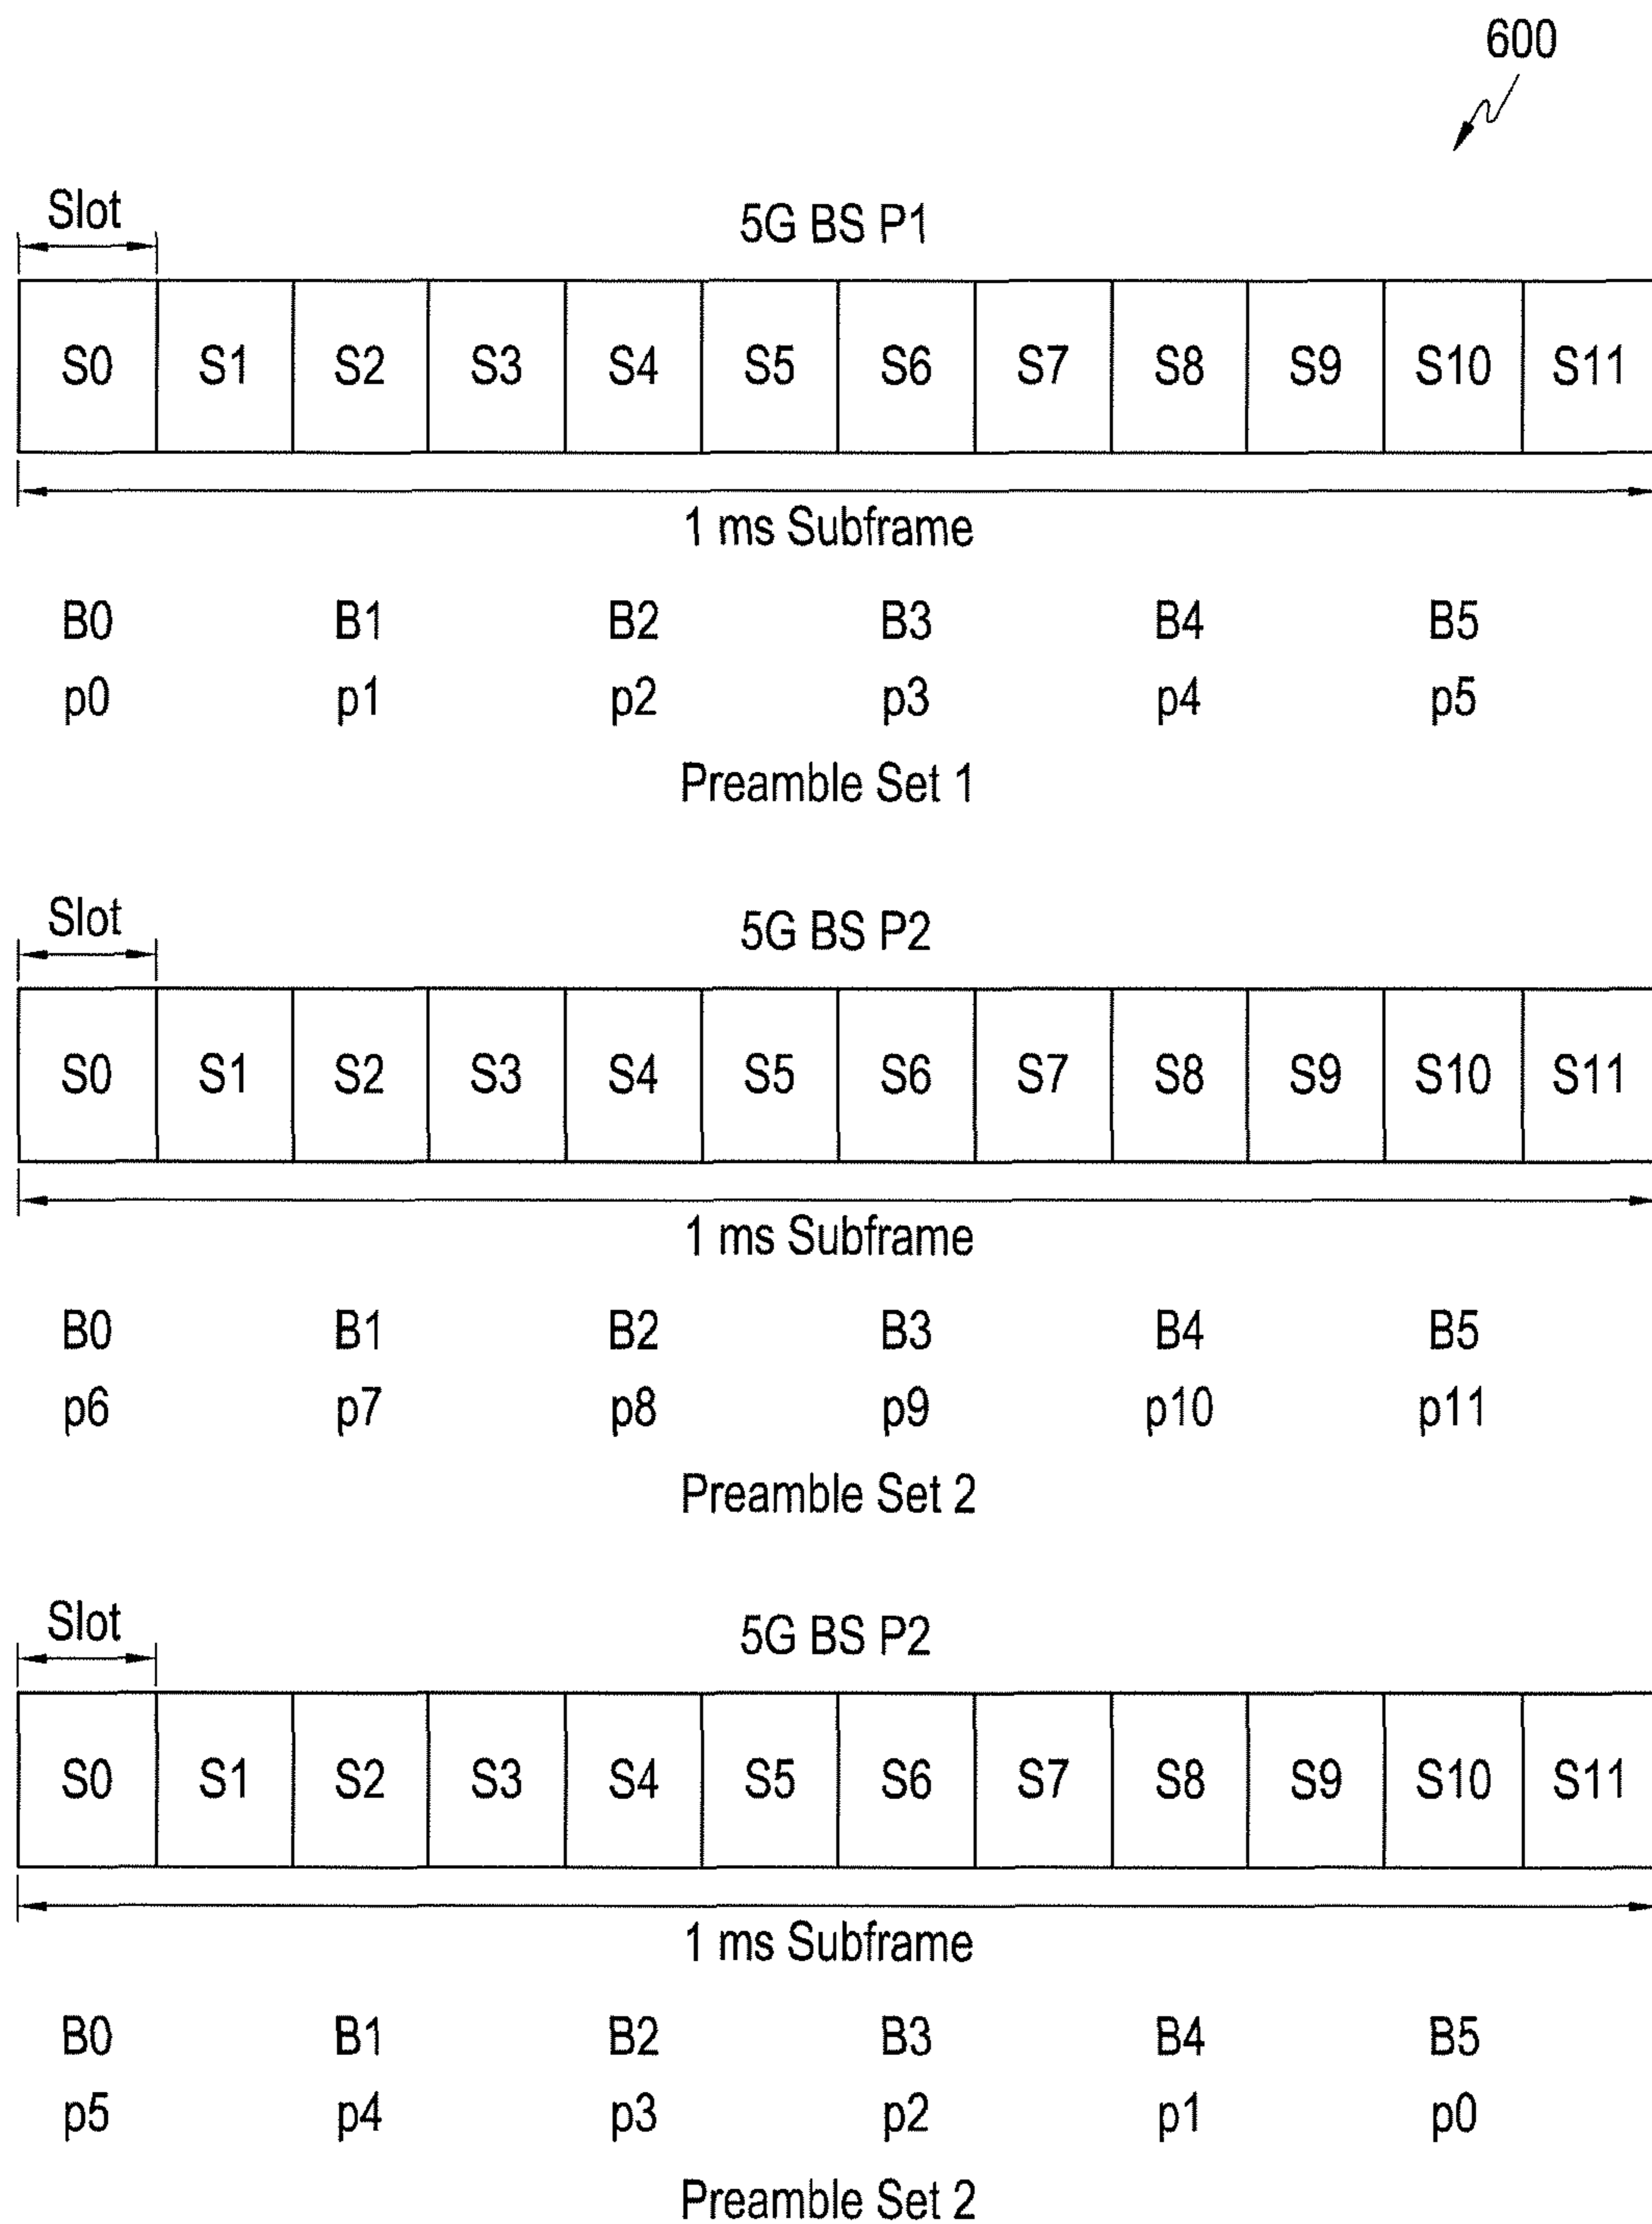 600
Slot
5G BS P1
S0 S1 S2 S3 S4 S5 S6 S7 S8 S9 S10 S11
1 ms Subframe
B0 B1 B2 B3 B4 B5
p0 p1 p2 p3 p4 p5
Preamble Set 1
Slot
5G BS P2
S0 S1 S2 S3 S4 S5 S6 S7 S8 S9 S10 S11
1 ms Subframe
B0 B1 B2 B3 B4 B5
p6 p7 p8 p9 p10 p11
Preamble Set 2
Slot
5G BS P2
S0 S1 S2 S3 S4 S5 S6 S7 S8 S9 S10 S11
1 ms Subframe
B0 B1 B2 B3 B4 B5
p5 p4 p3 p2 p1 p0
Preamble Set 2